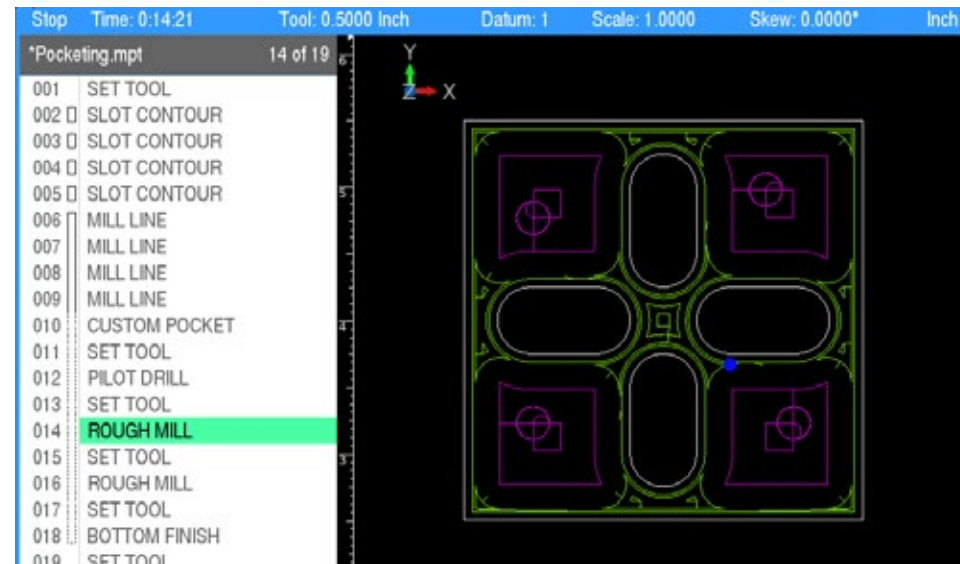 Stop Time: 0:14:21 Tool: 0.5000 Inch Datum: 1 Scale: 1.0000 Skew: 0.0000° Inch
*Pocketing.mpt 14 of 19
001 SET TOOL
002 SLOT CONTOUR
003 SLOT CONTOUR
004 SLOT CONTOUR
005 SLOT CONTOUR
006 MILL LINE
007 MILL LINE
008 MILL LINE
009 MILL LINE
010 CUSTOM POCKET
011 SET TOOL
012 PILOT DRILL
013 SET TOOL
014 ROUGH MILL
015 SET TOOL
016 ROUGH MILL
017 SET TOOL
018 BOTTOM FINISH
019 SET TOOL
6
5
4
3
Y
Z X